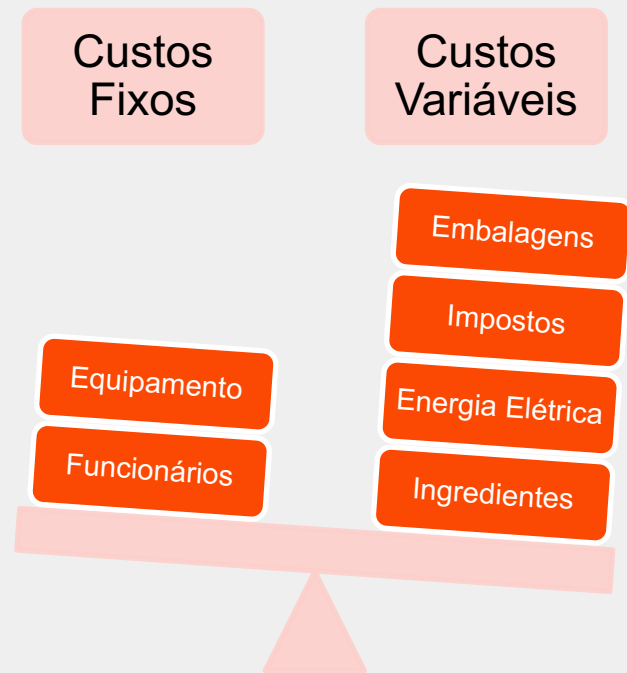 Custos
Fixos
Custos
Variáveis
Embalagens
Impostos
Equipamento
Energia Elétrica
Funcionários
Ingredientes